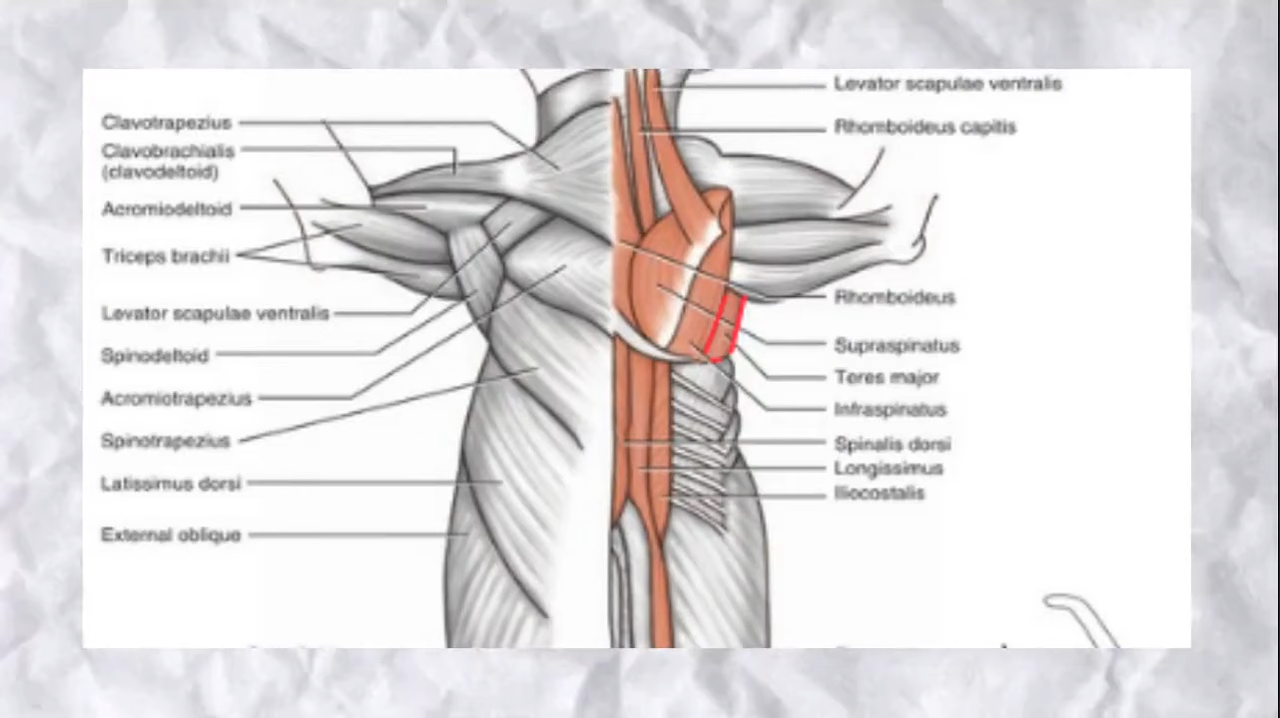 Clavotrapezius
Clavobrachialis
(clavodeltoid)
Acromiodeltoid
Triceps brachii
Levator scapulae ventralis
Spinodeltoid
Acromiotrapezius
Spinotrapezius
Latissimus dorsi
External oblique
Levator scapulae ventralis
Rhomboideus capitis
Rhomboideus
Supraspinatus
Teres major
Infraspinatus
Spinalis dorsi
Longissimus
Iliocostalis